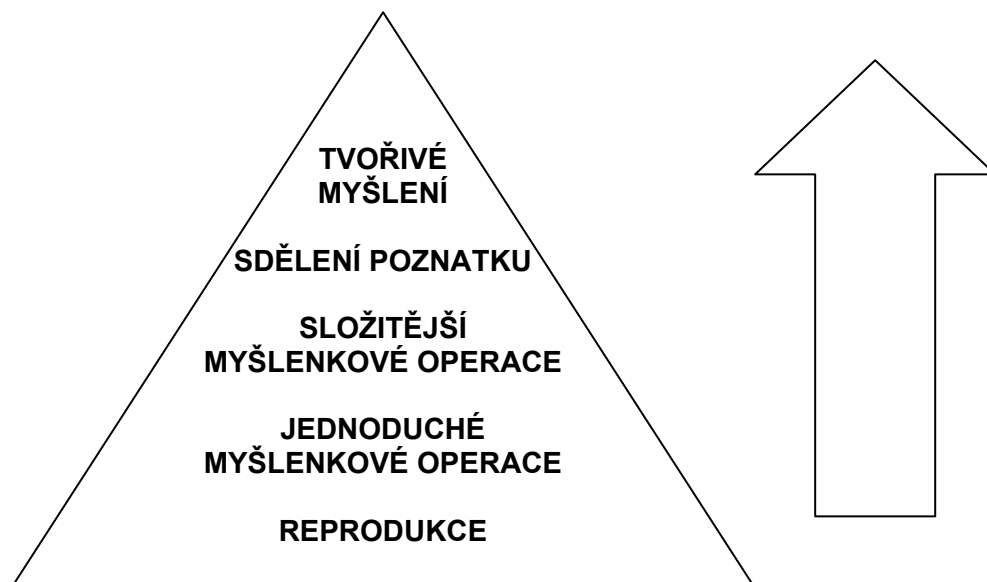 TVOŘIVÉ
MYŠLENÍ
SDĚLENÍ POZNATKU
SLOŽITĚJŠÍ
MYŠLENKOVÉ OPERACE
JEDNODUCHÉ
MYŠLENKOVÉ OPERACE
REPRODUKCE